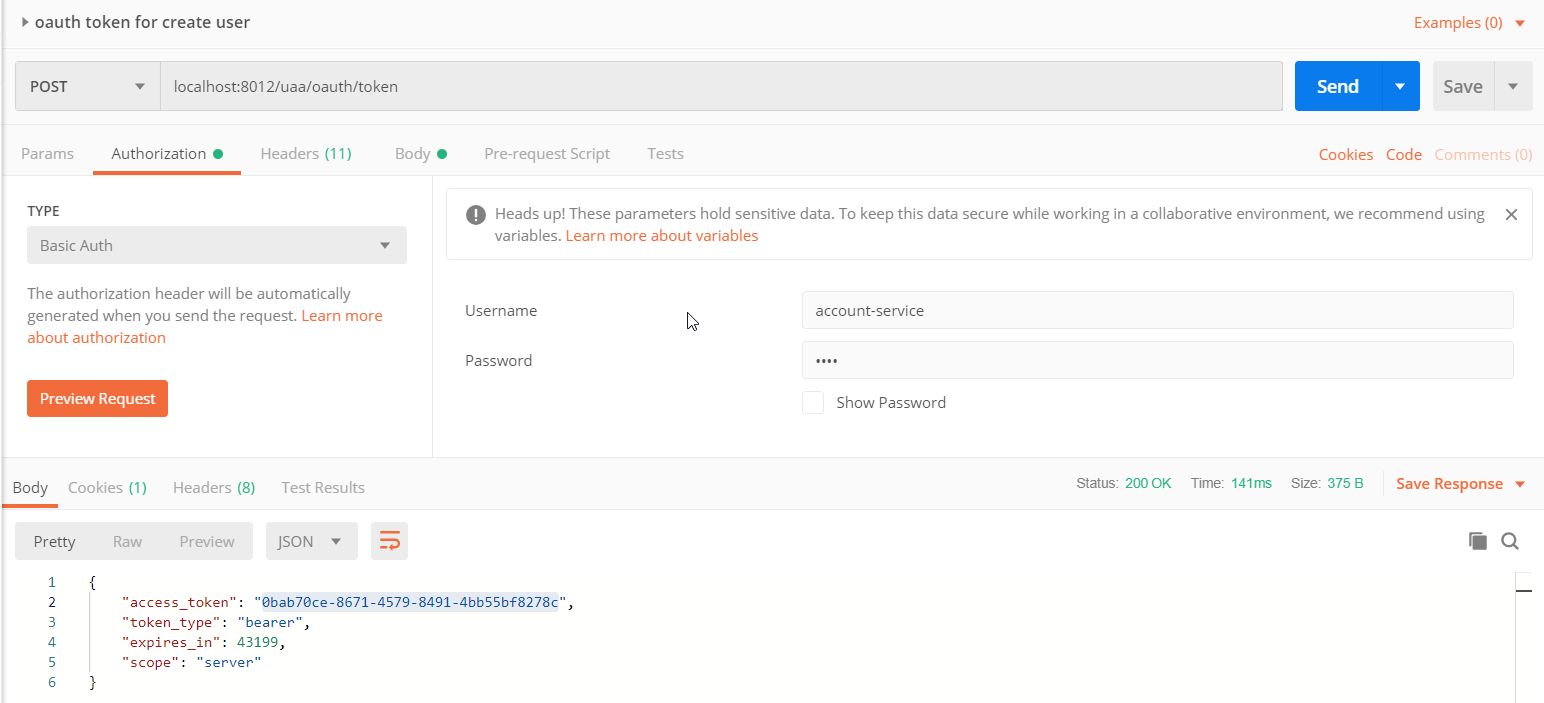 oauth token for create user
Examples (0)
POST
localhost:8012/uaa/oauth/token
Send
Save
Params
Authorization
Headers (11)
Body
Pre-request Script
Tests
Cookies
Code
Comments (0)
TYPE
Basic Auth
The authorization header will be automatically
generated when you send the request. Learn more
about authorization
Preview Request
Heads up! These parameters hold sensitive data. To keep this data secure while working in a collaborative environment, we recommend using
variables. Learn more about variables
Username
account-service
Password
••••
Show Password
Body
Cookies (1)
Headers (8)
Test Results
Status: 200 OK
Time: 141ms
Size: 375 B
Save Response
Pretty
Raw
Preview
JSON
1 {
2 "access_token": "0bab70ce-8671-4579-8491-4bb55bf8278c",
3 "token_type": "bearer",
4 "expires_in": 43199,
5 "scope": "server"
6 }